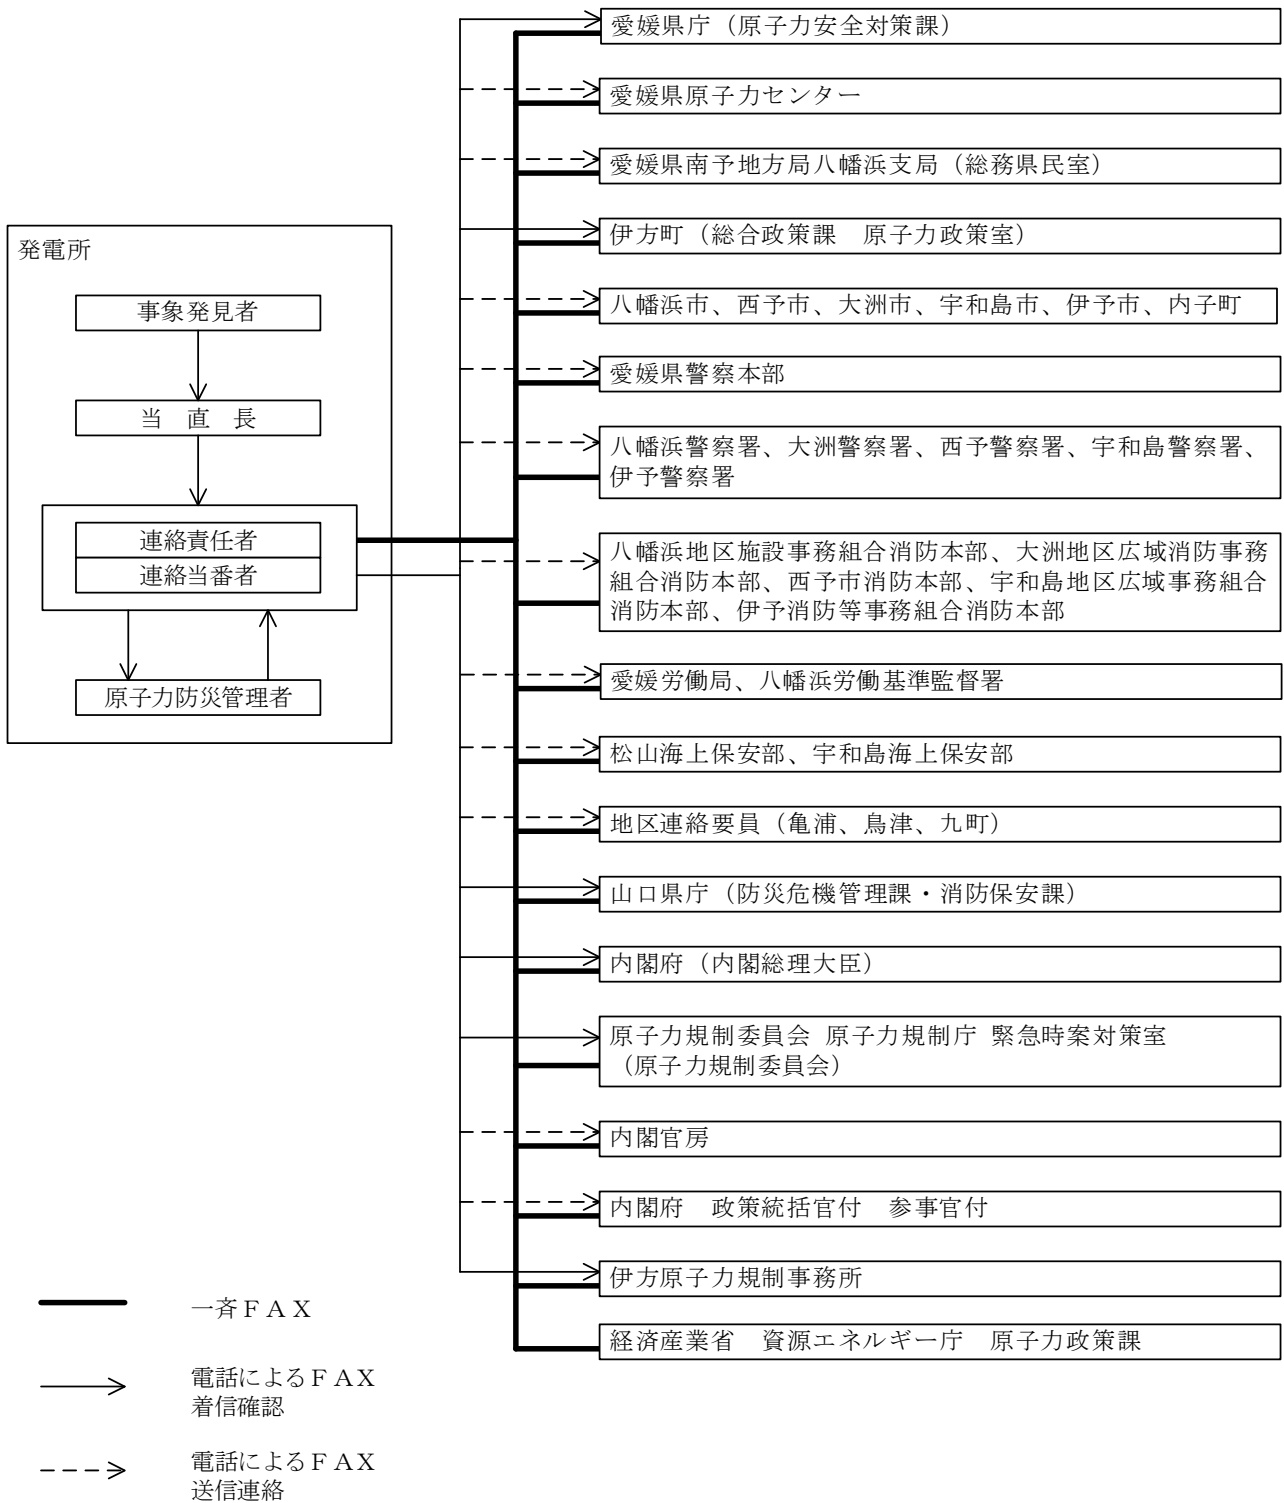 愛媛県庁（原子力安全対策課）
愛媛県原子力センター
愛媛県南予地方局八幡浜支局（総務県民室）
伊方町（総合政策課　原子力政策室）
八幡浜市、西予市、大洲市、宇和島市、伊予市、内子町
愛媛県警察本部
八幡浜警察署、大洲警察署、西予警察署、宇和島警察署、
伊予警察署
八幡浜地区施設事務組合消防本部、大洲地区広域消防事務
組合消防本部、西予市消防本部、宇和島地区広域事務組合
消防本部、伊予消防等事務組合消防本部
愛媛労働局、八幡浜労働基準監督署
松山海上保安部、宇和島海上保安部
地区連絡要員（亀浦、鳥津、九町）
山口県庁（防災危機管理課・消防保安課）
内閣府（内閣総理大臣）
原子力規制委員会 原子力規制庁 緊急時案対策室
（原子力規制委員会）
内閣官房
内閣府　政策統括官付　参事官付
伊方原子力規制事務所
経済産業省　資源エネルギー庁　原子力政策課
発電所
事象発見者
当　直　長
連絡責任者
連絡当番者
原子力防災管理者
一斉ＦＡＸ
電話によるＦＡＸ
着信確認
電話によるＦＡＸ
送信連絡